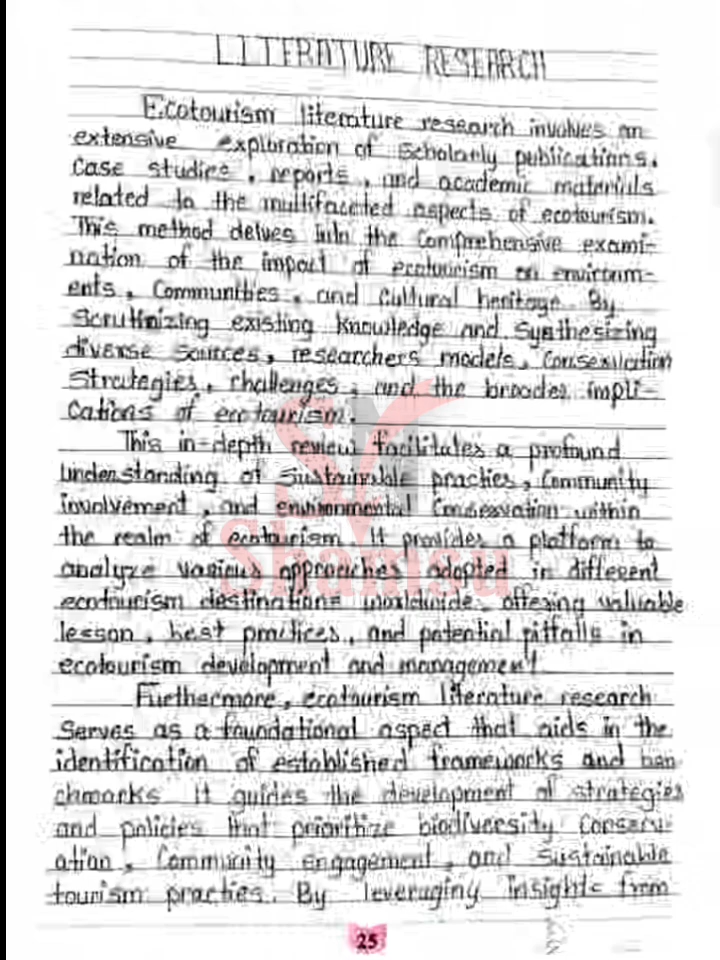 LITERATURE RESEARCH
Ecotourism literature research involves an
extensive exploration of scholarly publications,
Case studies, reports, and academic materials
related to the multifaceted aspects of ecotourism.
This method delves into the Comprehensive exami-
nation of the impact of ecotourism on environm-
ents, Communities, and Cultural heritage. By
Scrutinizing existing Knowledge and Synthesizing
diverse sources, researchers models, Consexvation
Strategies, challenges, and the broades impli-
Cations of ecotourism.
This in-depth review facilitates a profound
understanding of sustainable practies, Community
involvement, and environmental Consesvation within
the realm of ecotourism. It provides a platform to
analyze various approaches adopted in different
ecotourism destinations worldwide, offering valuable
lesson, best practices, and potential pitfalls in
ecotourism development and management
Furthermore, ecotourism literature research
Serves as a foundational aspect that aids in the
identification of established frameworks and ben
chmarks It guides the development of strategies
and policies that prioritize biodiversity Conserv-
ation, Community engagement, and Sustainable
tourism practies. By leveraginy insights from
Shamsu
25